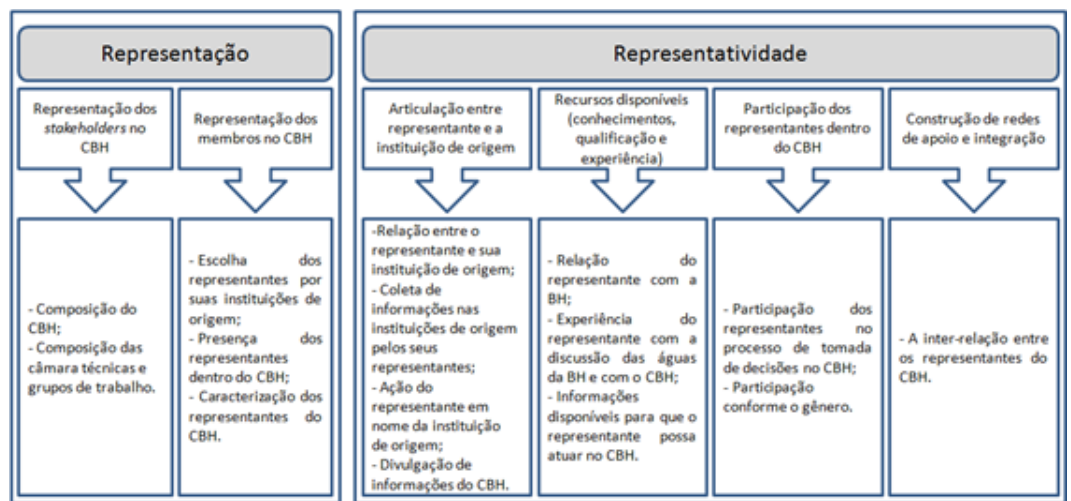 Representação
Representação dos
stakeholders no
CBH
Representação dos
membros no CBH
- Composição do
CBH;
- Composição das
câmara técnicas e
grupos de trabalho.
- Escolha dos
representantes por
suas instituições de
origem;
- Presença dos
representantes
dentro do CBH;
- Caracterização dos
representantes do
CBH.
Representatividade
Articulação entre
representante e a
instituição de origem
Recursos disponíveis
(conhecimentos,
qualificação e
experiência)
Participação dos
representantes dentro
do CBH
Construção de redes
de apoio e integração
-Relação entre o
representante e sua
instituição de origem;
- Coleta de
informações nas
instituições de origem
pelos seus
representantes;
- Ação do
representante em
nome da instituição
de origem;
- Divulgação de
informações do CBH.
- Relação do
representante com a
BH;
- Experiência do
representante com a
discussão das águas
da BH e com o CBH;
- Informações
disponíveis para que o
representante possa
atuar no CBH.
- Participação dos
representantes no
processo de tomada
de decisões no CBH;
- Participação
conforme o gênero.
- A inter-relação entre
os representantes do
CBH.